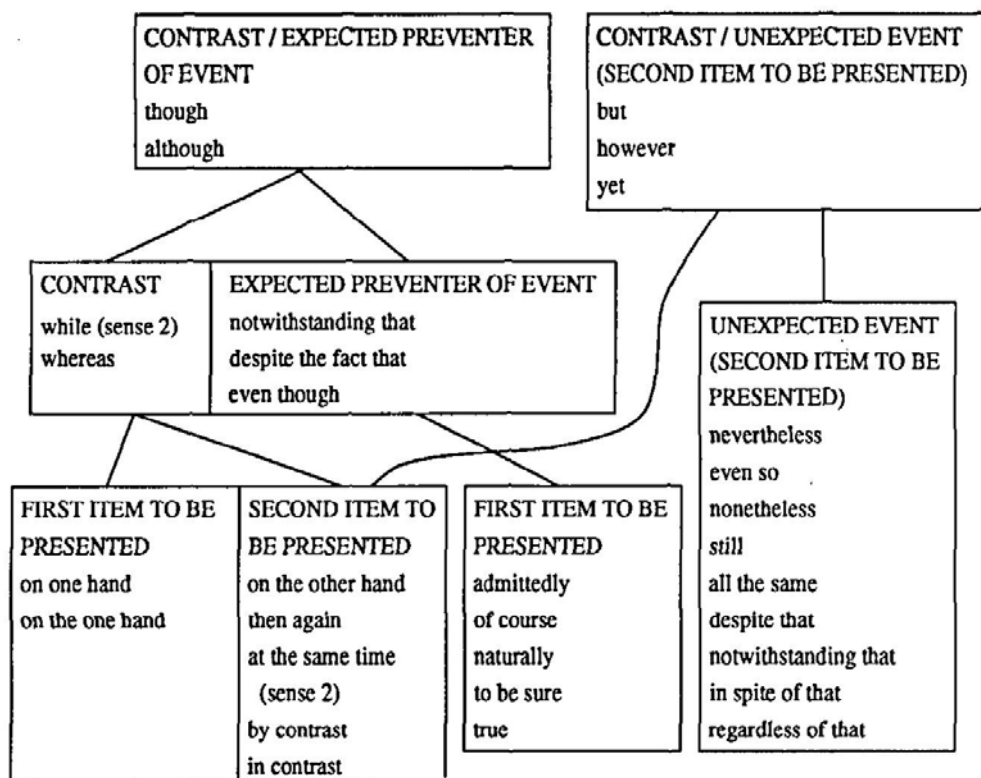 CONTRAST / EXPECTED PREVENTER
OF EVENT
though
although
CONTRAST / UNEXPECTED EVENT
(SECOND ITEM TO BE PRESENTED)
but
however
yet
CONTRAST
while (sense 2)
whereas
EXPECTED PREVENTER OF EVENT
notwithstanding that
despite the fact that
even though
UNEXPECTED EVENT
(SECOND ITEM TO BE
PRESENTED)
nevertheless
even so
nonetheless
still
all the same
despite that
notwithstanding that
in spite of that
regardless of that
FIRST ITEM TO BE
PRESENTED
on one hand
on the one hand
SECOND ITEM TO
BE PRESENTED
on the other hand
then again
at the same time
(sense 2)
by contrast
in contrast
FIRST ITEM TO BE
PRESENTED
admittedly
of course
naturally
to be sure
true